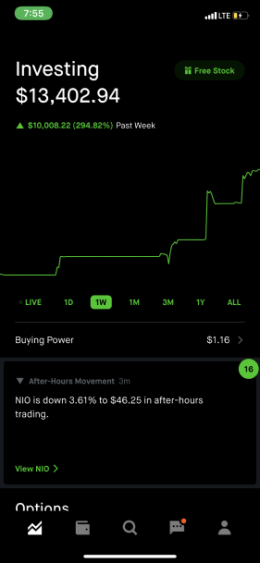 7:55
LTE
Investing
Free Stock
$13,402.94
▲ $10,008.22 (294.82%) Past Week
LIVE 1D 1W 1M 3M 1Y ALL
Buying Power $1.16
16
▼ After-Hours Movement 3m
NIO is down 3.61% to $46.25 in after-hours
trading.
View NIO
Options